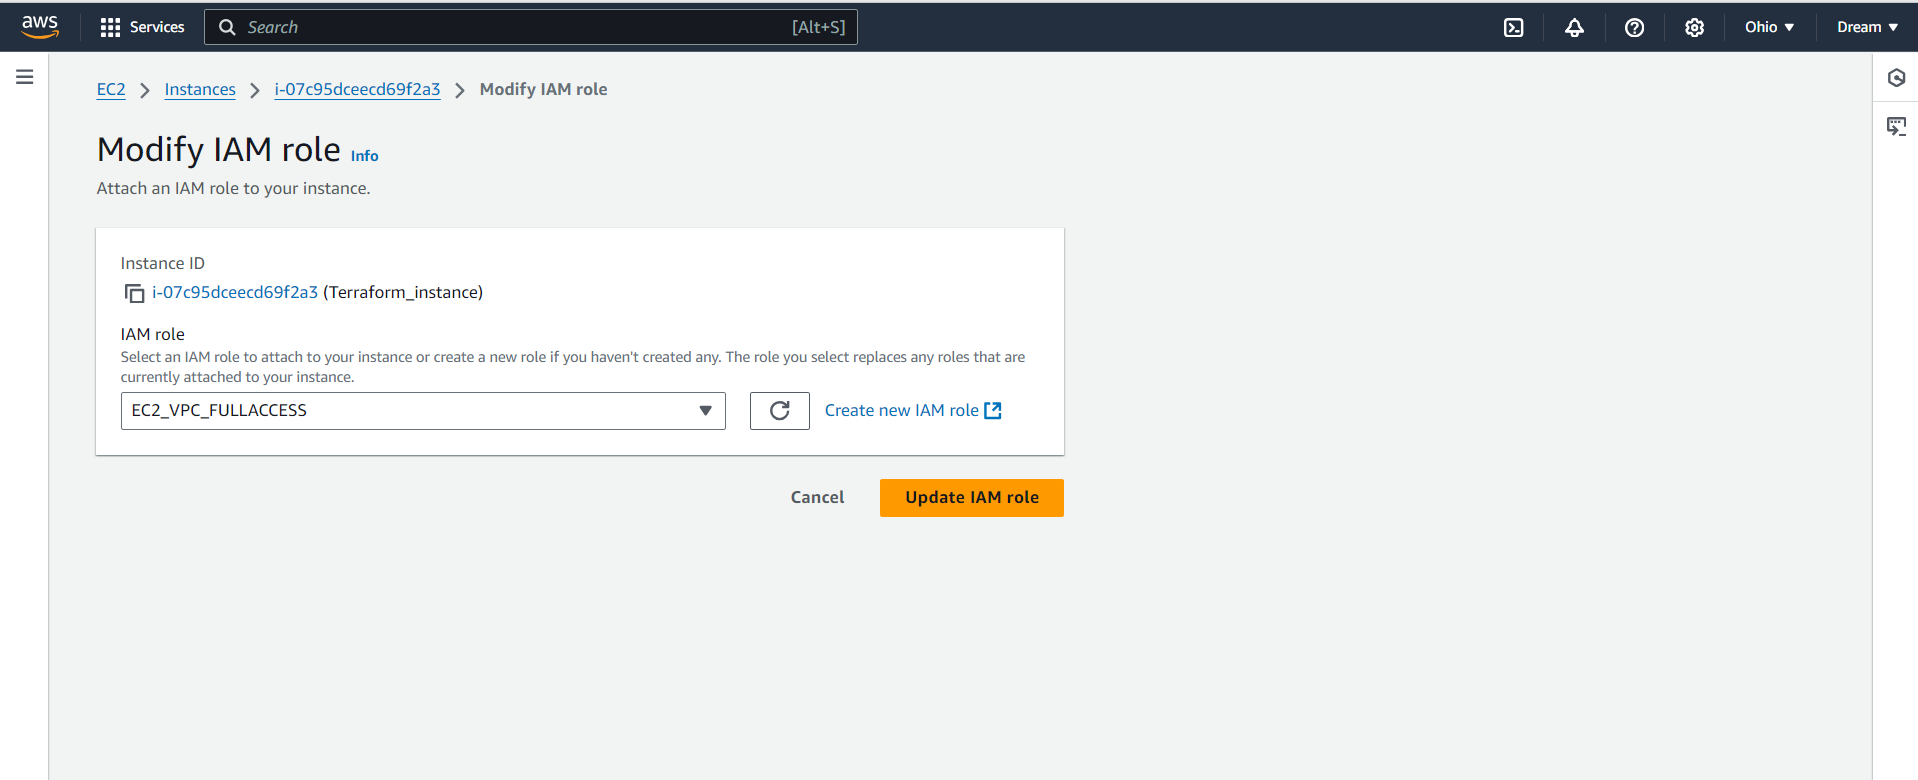 aws Services Search [Alt+S] Ohio Dream
EC2 Instances i-07c95dceecd69f2a3 Modify IAM role
Modify IAM role Info
Attach an IAM role to your instance.
Instance ID
i-07c95dceecd69f2a3 (Terraform_instance)
IAM role
Select an IAM role to attach to your instance or create a new role if you haven't created any. The role you select replaces any roles that are
currently attached to your instance.
EC2_VPC_FULLACCESS Create new IAM role
Cancel Update IAM role